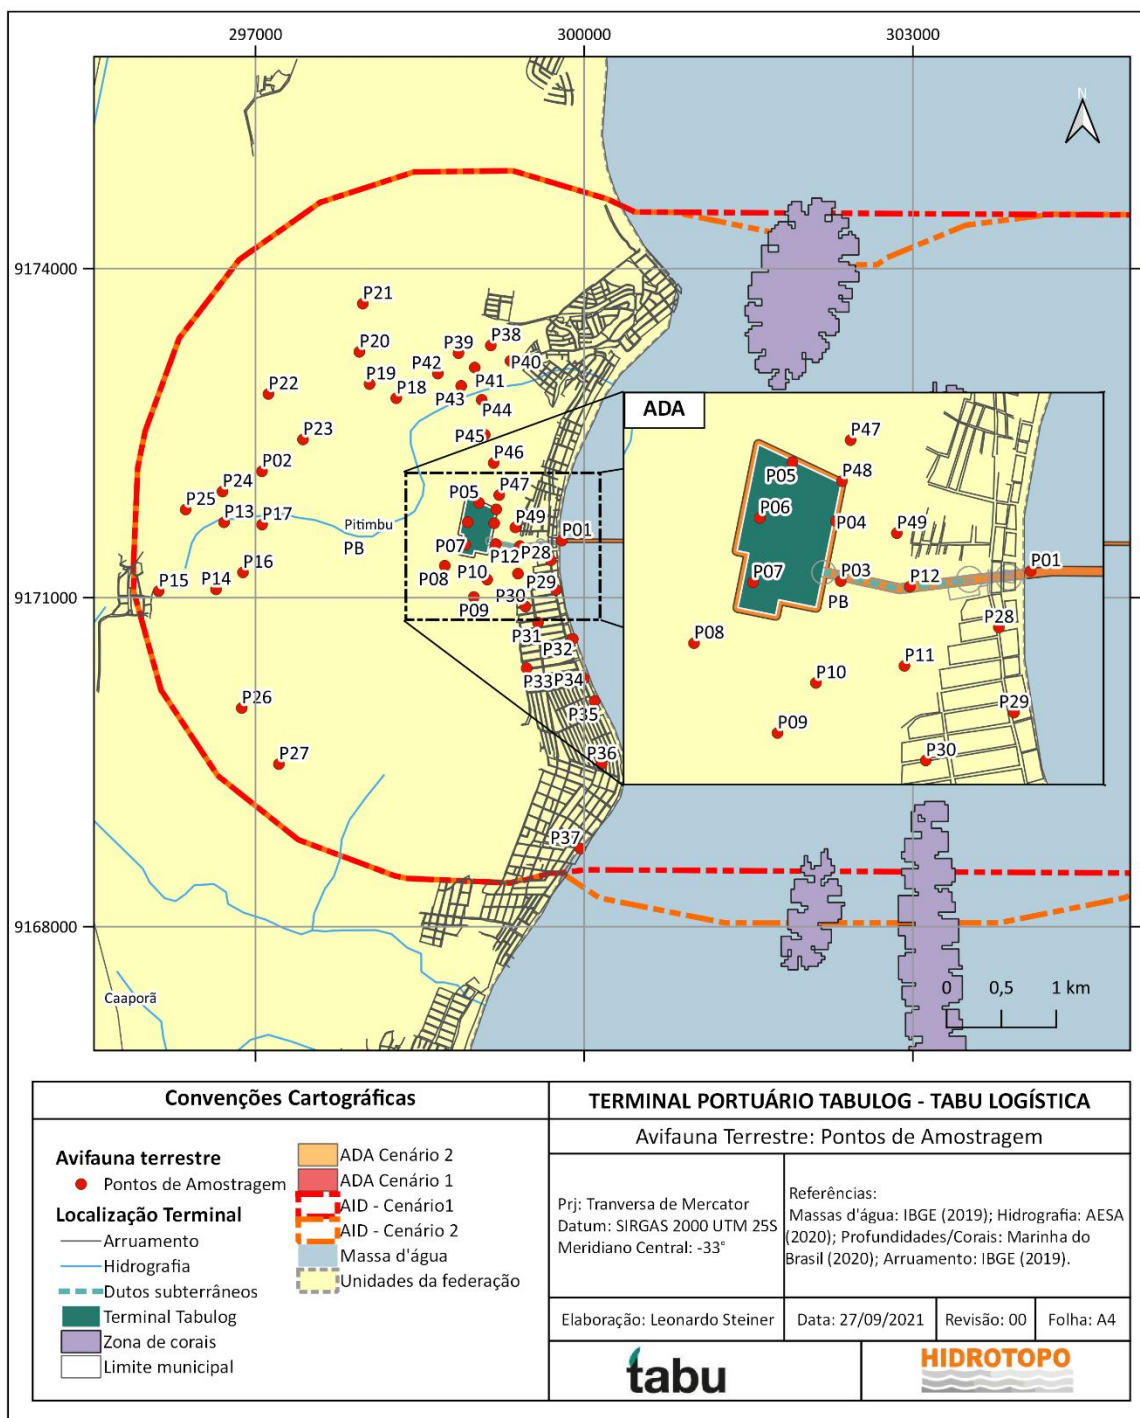 297000 300000 303000
N
9174000
9171000
9168000
P21
P20
P39
P38
P42
P40
P19
P18
P41
P43
P22
P44
P23
P45
P02
P46
P24
P25
P13
P17
P05
P47
P49
Pitimbu
PB
P01
P07
P12
P28
P08
P10
P16
P15
P14
P29
P09
P30
P31
P32
P33
P34
P35
P26
P27
P36
P37
Caaporã
ADA
P47
P05
P48
P06
P04
P49
P07
P03
P12
P01
PB
P28
P08
P11
P10
P29
P09
P30
0 0,5 1 km
Convenções Cartográficas
Avifauna terrestre
Pontos de Amostragem
Localização Terminal
Arruamento
Hidrografia
Dutos subterrâneos
Terminal Tabulog
Zona de corais
Limite municipal
ADA Cenário 2
ADA Cenário 1
AID - Cenário1
AID - Cenário 2
Massa d'água
Unidades da federação
TERMINAL PORTUÁRIO TABULOG - TABU LOGÍSTICA
Avifauna Terrestre: Pontos de Amostragem
Prj: Tranversa de Mercator
Datum: SIRGAS 2000 UTM 25S
Meridiano Central: -33°
Referências:
Massas d'água: IBGE (2019); Hidrografia: AESA
(2020); Profundidades/Corais: Marinha do
Brasil (2020); Arruamento: IBGE (2019).
Elaboração: Leonardo Steiner
Data: 27/09/2021
Revisão: 00
Folha: A4
tabu
HIDROTOPO